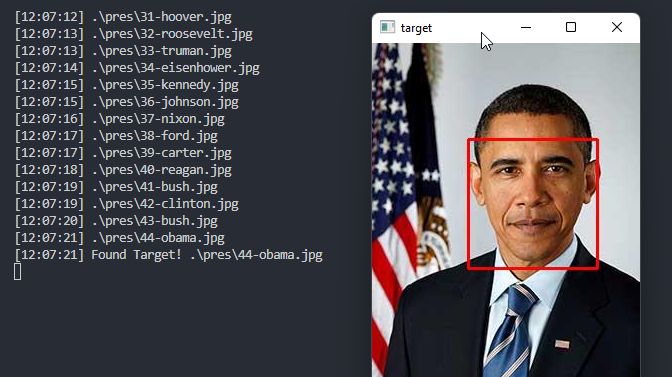 [12:07:12] .\pres\31-hoover.jpg
[12:07:13] .\pres\32-roosevelt.jpg
[12:07:13] .\pres\33-truman.jpg
[12:07:14] .\pres\34-eisenhower.jpg
[12:07:15] .\pres\35-kennedy.jpg
[12:07:15] .\pres\36-johnson.jpg
[12:07:16] .\pres\37-nixon.jpg
[12:07:17] .\pres\38-ford.jpg
[12:07:17] .\pres\39-carter.jpg
[12:07:18] .\pres\40-reagan.jpg
[12:07:19] .\pres\41-bush.jpg
[12:07:19] .\pres\42-clinton.jpg
[12:07:20] .\pres\43-bush.jpg
[12:07:21] .\pres\44-obama.jpg
[12:07:21] Found Target! .\pres\44-obama.jpg
target